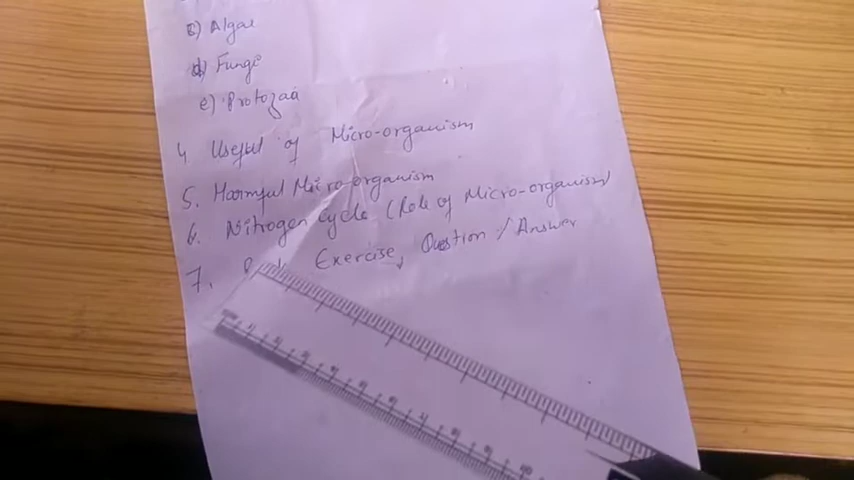 c) Algae
d) Fungi
e) Protozaa
4 Useful of Micro-organism
5. Harmful Micro-organism
6. Nitrogen Cycle (Role of Micro-organism)
7. Exercise, Question / Answer